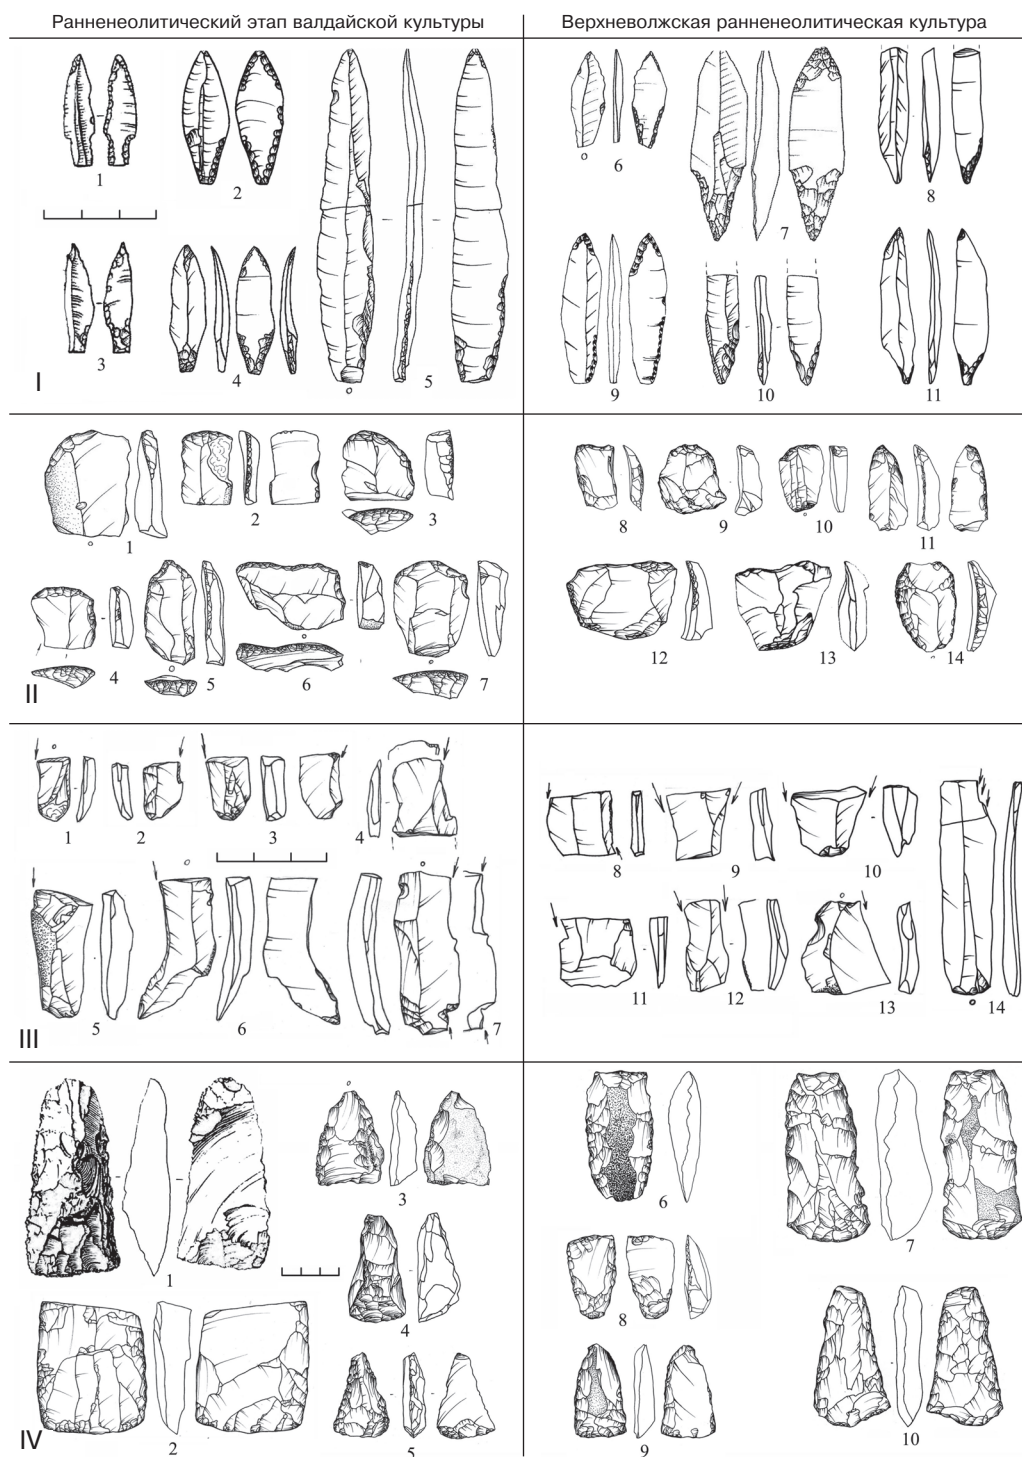 Ранненеолитический этап валдайской культуры
Верхневолжская ранненеолитическая культура
1 2 3 4 5
I
6 7 8 9 10 11
1 2 3
4 5 6 7
II
8 9 10 11
12 13 14
1 2 3 4
5 6 7
III
8 9 10
11 12 13 14
1 2 3 4 5
IV
6 7 8 9 10